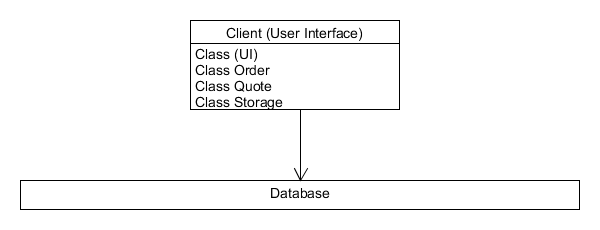 Client (User Interface)
Class (UI)
Class Order
Class Quote
Class Storage
Database